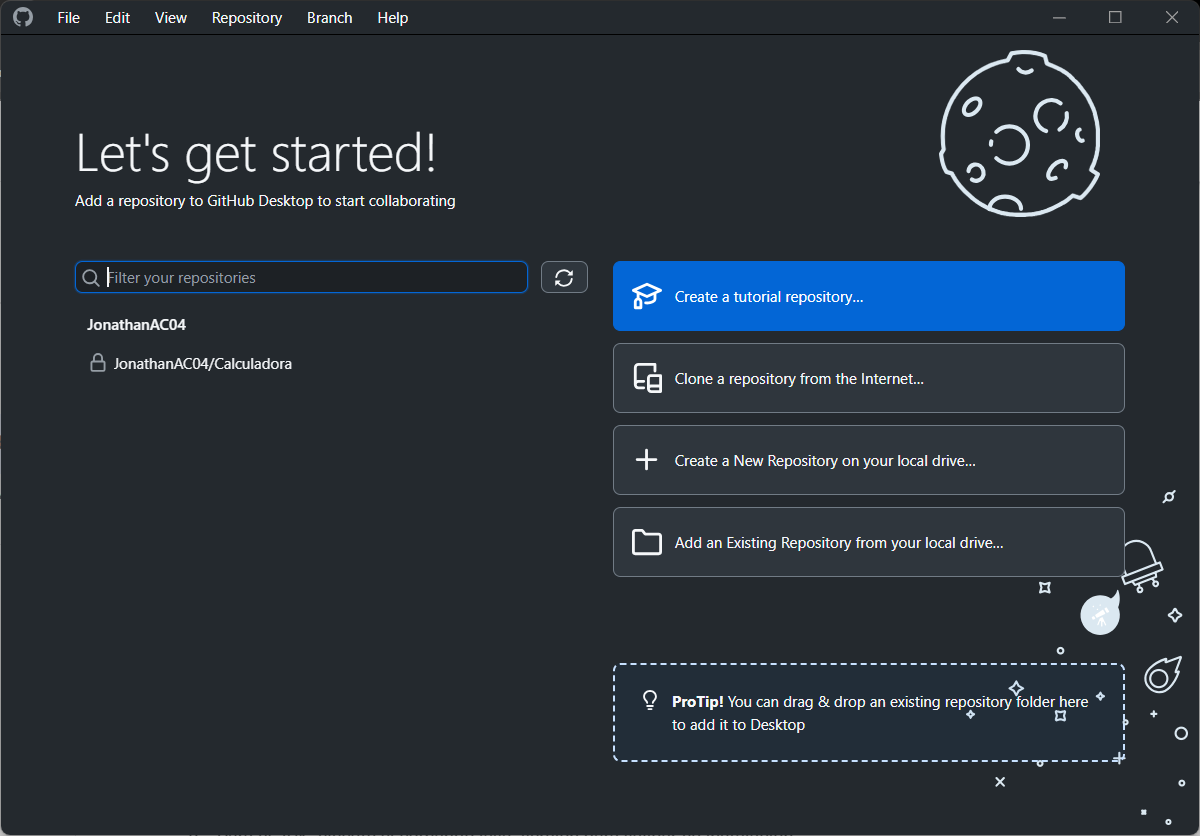 File Edit View Repository Branch Help
Let's get started!
Add a repository to GitHub Desktop to start collaborating
Filter your repositories
JonathanAC04
JonathanAC04/Calculadora
Create a tutorial repository...
Clone a repository from the Internet...
Create a New Repository on your local drive...
Add an Existing Repository from your local drive...
ProTip! You can drag & drop an existing repository folder here
to add it to Desktop